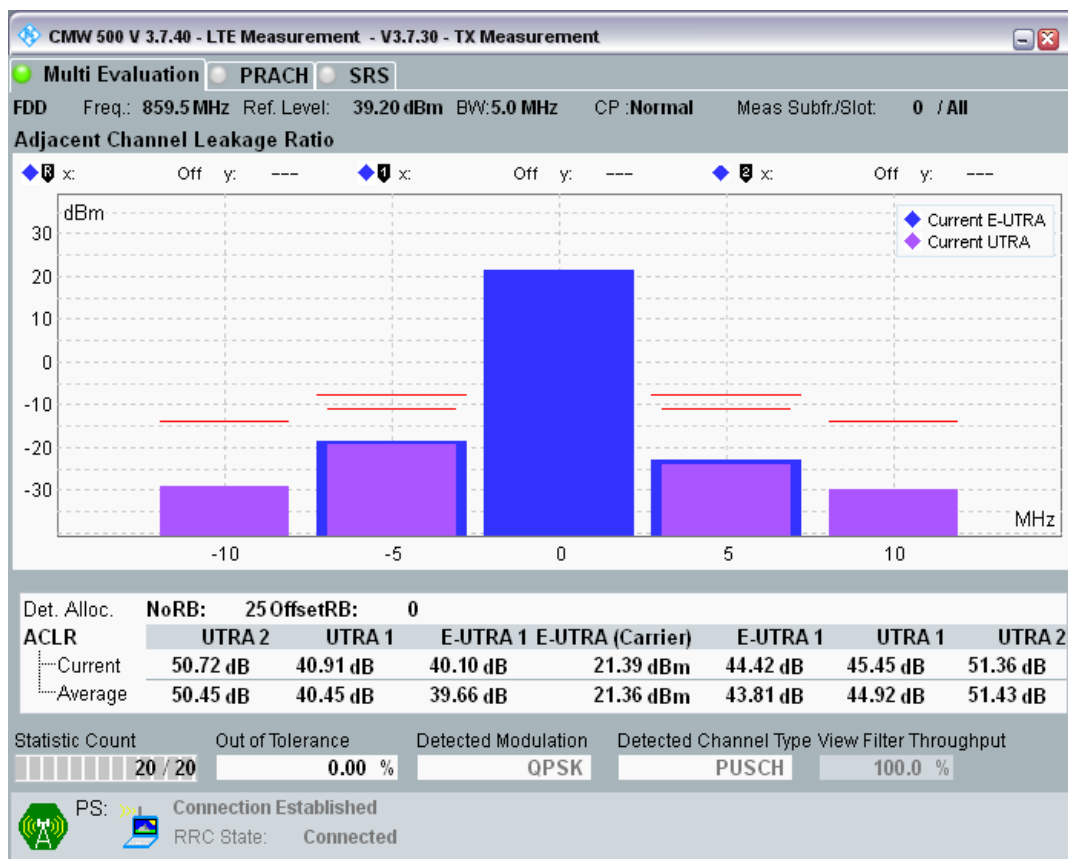 CMW 500 V 3.7.40 - LTE Measurement - V3.7.30 - TX Measurement
Multi Evaluation PRACH SRS
FDD Freq.: 859.5 MHz Ref. Level: 39.20 dBm BW:5.0 MHz CP :Normal Meas Subfr./Slot: 0 / All
Adjacent Channel Leakage Ratio
R x: Off y: --- 1 x: Off y: --- 2 x: Off y: ---
dBm
Current E-UTRA
Current UTRA
30
20
10
0
-10
-20
-30
MHz
-10 -5 0 5 10
Det. Alloc. NoRB: 25 OffsetRB: 0
ACLR UTRA 2 UTRA 1 E-UTRA 1 E-UTRA (Carrier) E-UTRA 1 UTRA 1 UTRA 2
Current 50.72 dB 40.91 dB 40.10 dB 21.39 dBm 44.42 dB 45.45 dB 51.36 dB
Average 50.45 dB 40.45 dB 39.66 dB 21.36 dBm 43.81 dB 44.92 dB 51.43 dB
Statistic Count Out of Tolerance Detected Modulation Detected Channel Type View Filter Throughput
20 / 20 0.00 % QPSK PUSCH 100.0 %
PS: Connection Established
RRC State: Connected